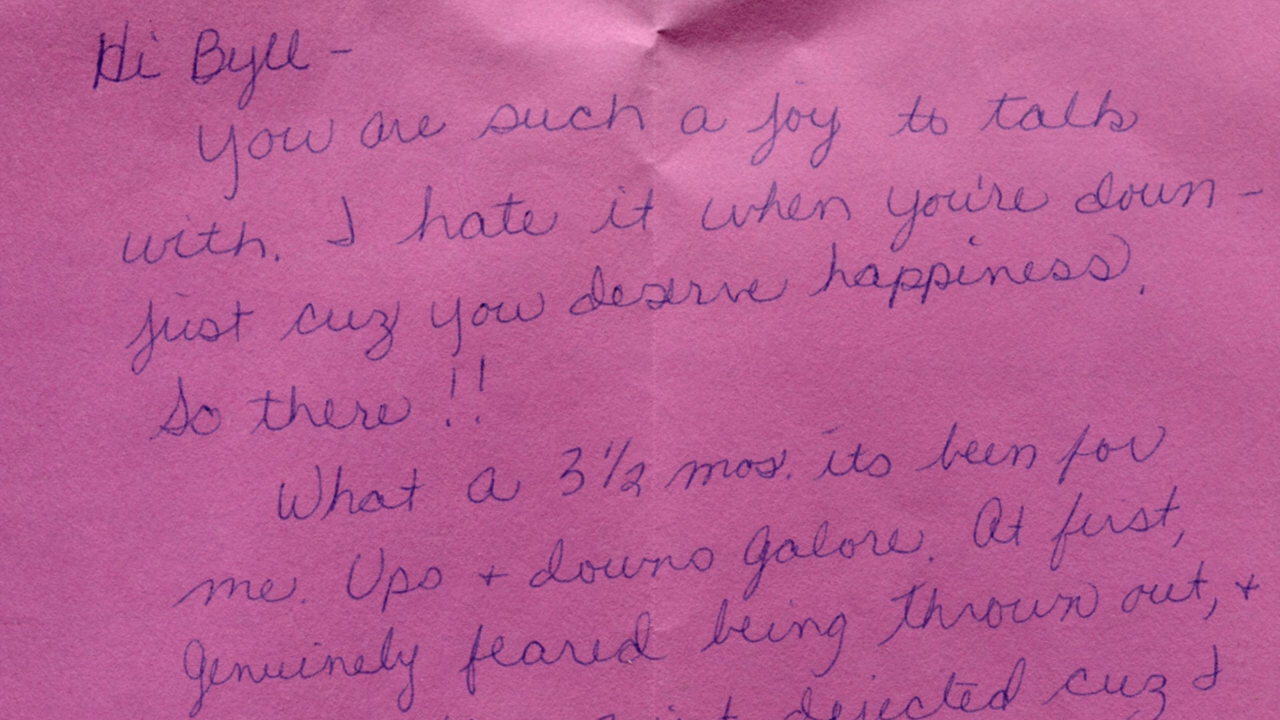 Hi Byll -
You are such a joy to talk
with. I hate it when you're down -
just cuz you deserve happiness.
So there!!
What a 3½ mos. its been for
me. Ups + downs galore. At first,
genuinely feared being thrown out, +
dejected cuz I